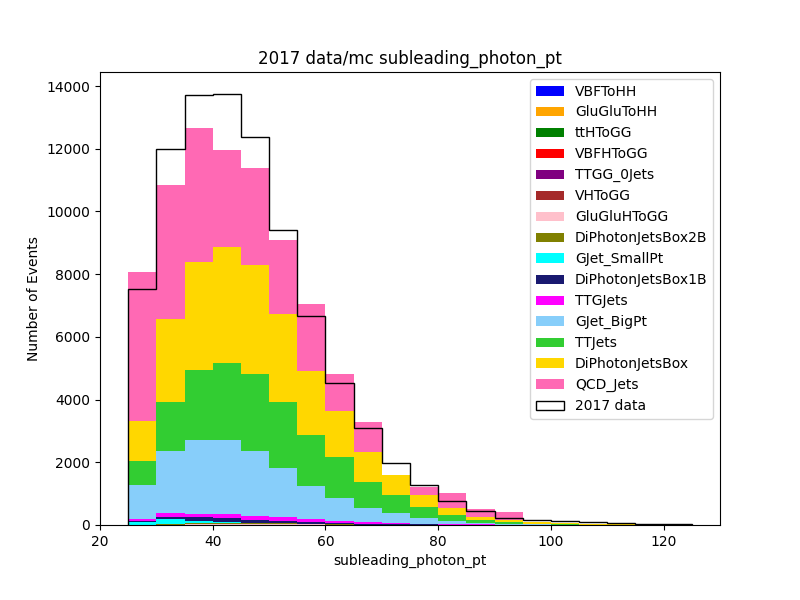 2017 data/mc subleading_photon_pt
Number of Events
14000
12000
10000
8000
6000
4000
2000
0
20
40
60
80
100
120
subleading_photon_pt
VBFToHH
GluGluToHH
ttHToGG
VBFHToGG
TTGG_0Jets
VHToGG
GluGluHToGG
DiPhotonJetsBox2B
GJet_SmallPt
DiPhotonJetsBox1B
TTGJets
GJet_BigPt
TTJets
DiPhotonJetsBox
QCD_Jets
2017 data